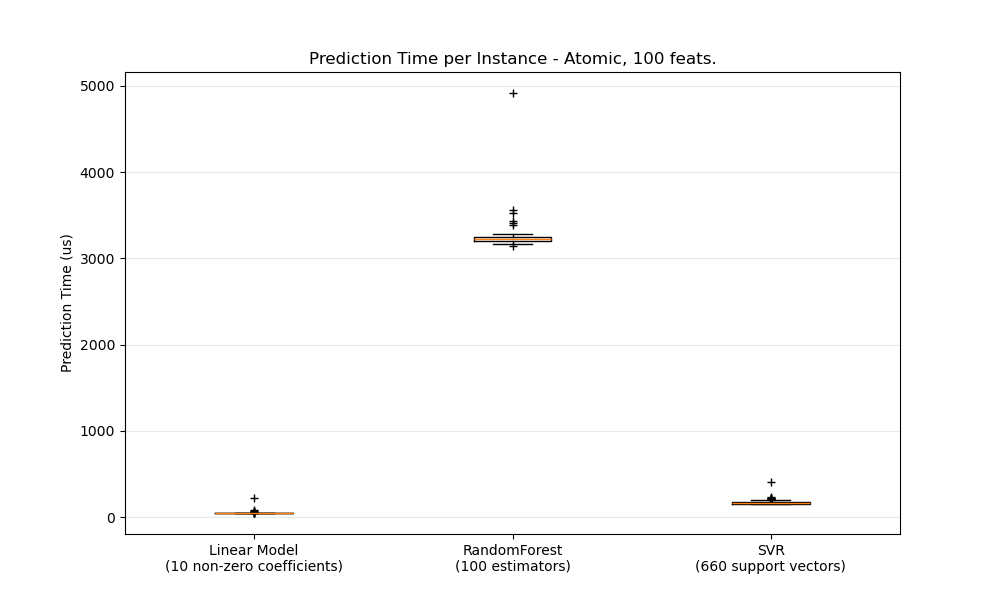 Prediction Time per Instance - Atomic, 100 feats.
Prediction Time (us)
5000
4000
3000
2000
1000
0
Linear Model
(10 non-zero coefficients)
RandomForest
(100 estimators)
SVR
(660 support vectors)